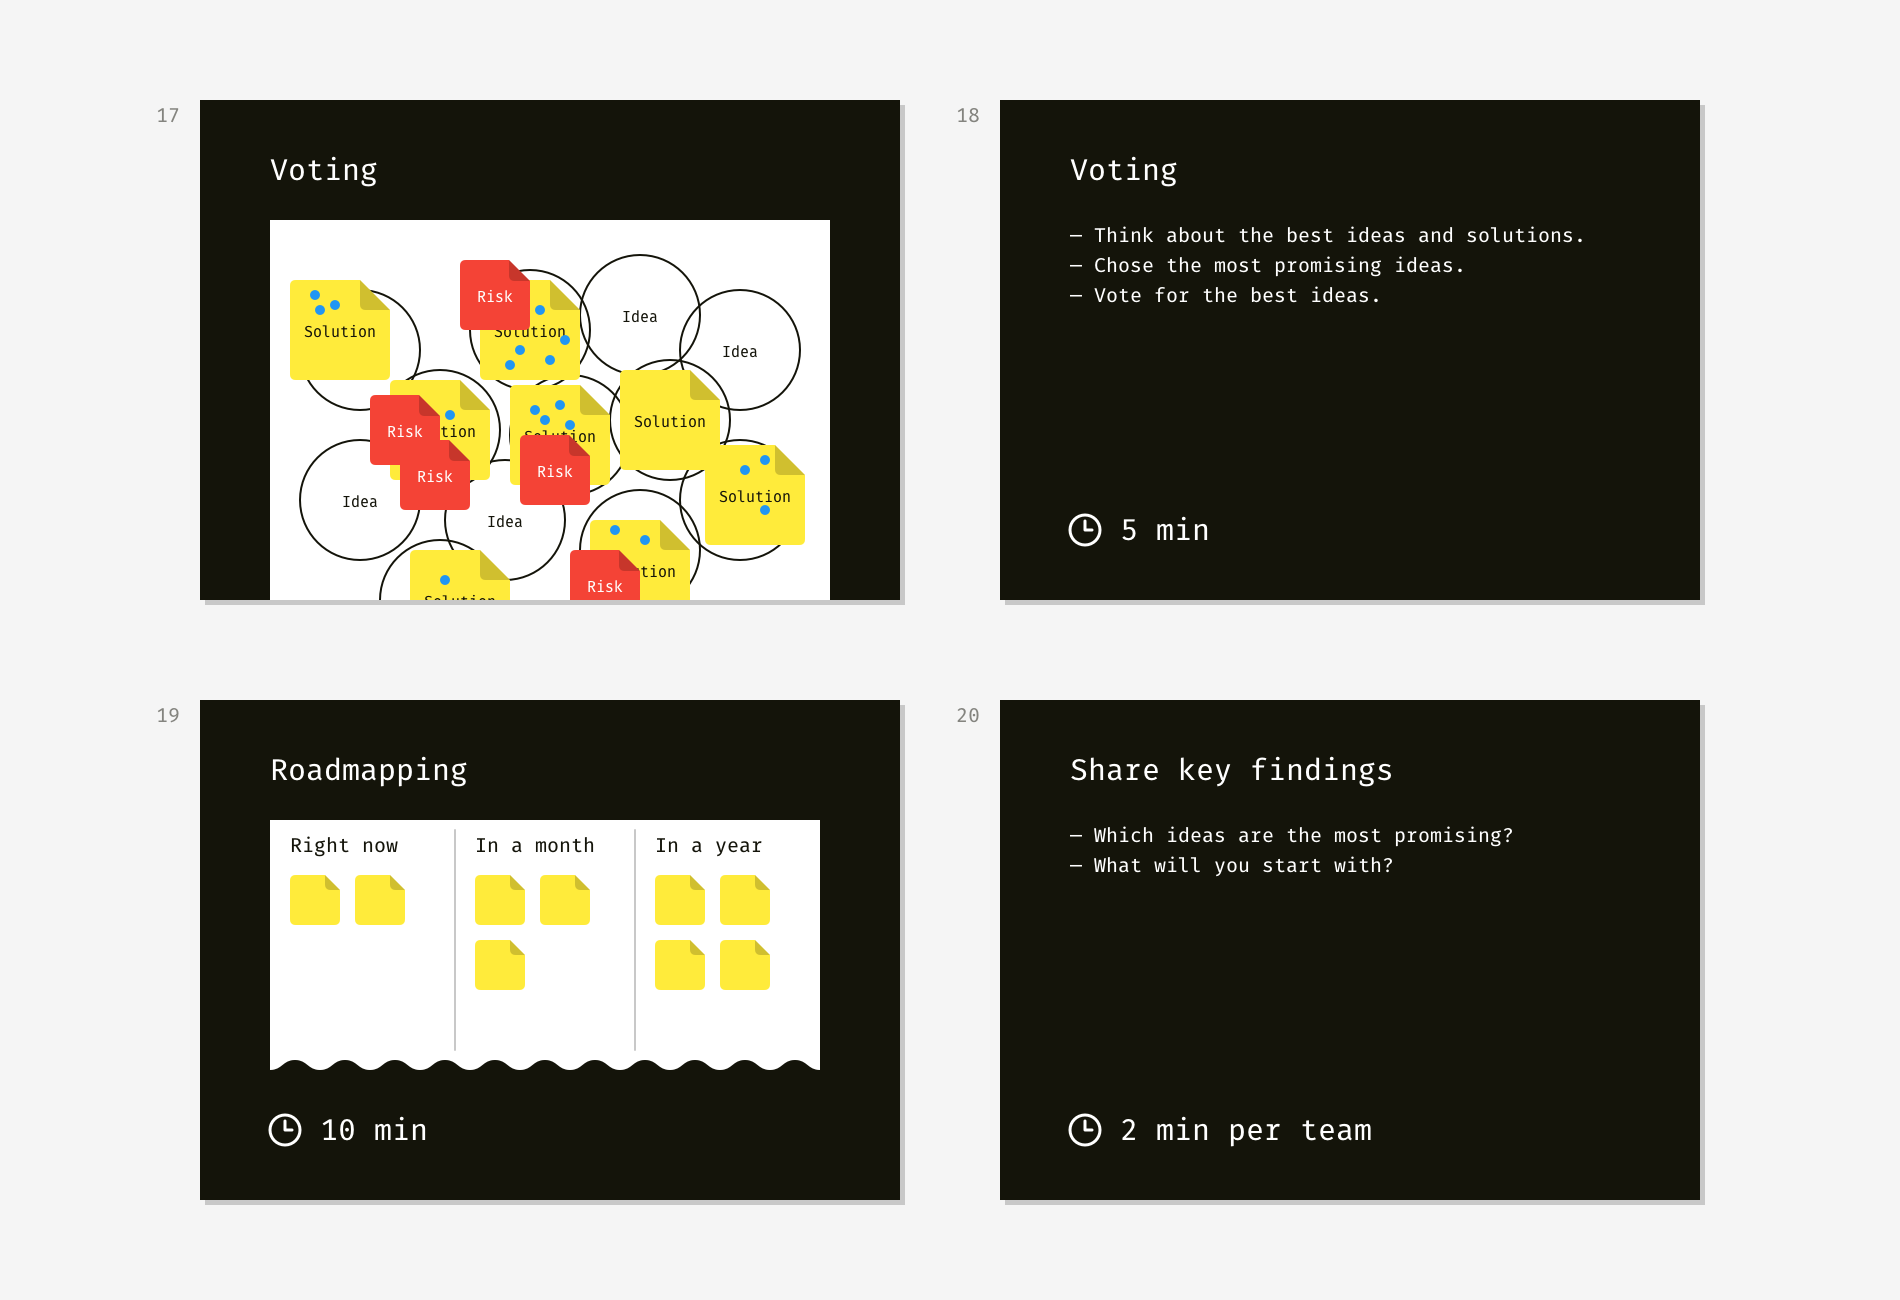 17
Voting
Risk
Idea
Solution
Solution
Idea
Solution
Risk
tion
Solution
Risk
Risk
Solution
Idea
Idea
Risk
tion
Solution
18
Voting
— Think about the best ideas and solutions.
— Chose the most promising ideas.
— Vote for the best ideas.
5 min
19
Roadmapping
Right now
In a month
In a year
10 min
20
Share key findings
— Which ideas are the most promising?
— What will you start with?
2 min per team